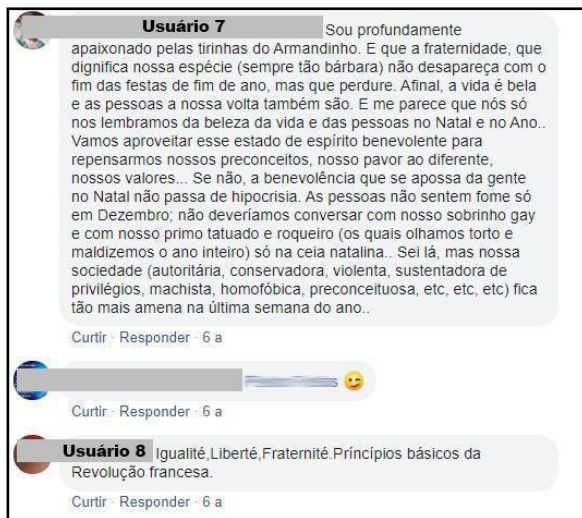 Usuário 7 Sou profundamente
apaixonado pelas tirinhas do Armandinho. E que a fraternidade, que
dignifica nossa espécie (sempre tão bárbara) não desapareça com o
fim das festas de fim de ano, mas que perdure. Afinal, a vida é bela
e as pessoas a nossa volta também são. E me parece que nós só
nos lembramos da beleza da vida e das pessoas no Natal e no Ano..
Vamos aproveitar esse estado de espírito benevolente para
repensarmos nossos preconceitos, nosso pavor ao diferente,
nossos valores... Se não, a benevolência que se apossa da gente
no Natal não passa de hipocrisia. As pessoas não sentem fome só
em Dezembro; não deveríamos conversar com nosso sobrinho gay
e com nosso primo tatuado e roqueiro (os quais olhamos torto e
maldizemos o ano inteiro) só na ceia natalina.. Sei lá, mas nossa
sociedade (autoritária, conservadora, violenta, sustentadora de
privilégios, machista, homofóbica, preconceituosa, etc, etc, etc) fica
tão mais amena na última semana do ano..
Curtir · Responder · 6 a
Curtir · Responder · 6 a
Usuário 8 Igualité,Liberté,Fraternité.Príncípios básicos da
Revolução francesa.
Curtir · Responder · 6 a